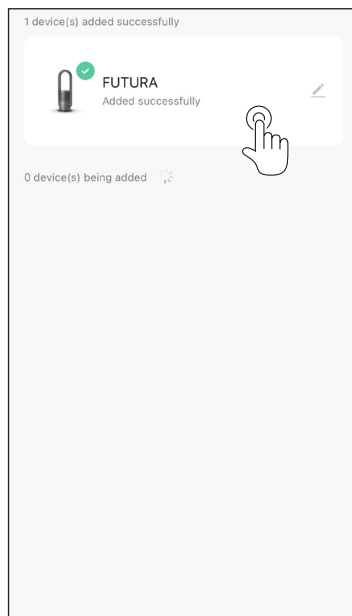 1 device(s) added successfully
FUTURA
Added successfully
0 device(s) being added